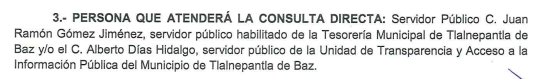 3.- PERSONA QUE ATENDERÁ LA CONSULTA DIRECTA: Servidor Público C. Juan
Ramón Gómez Jiménez, servidor público habilitado de la Tesorería Municipal de Tlalnepantla de
Baz y/o el C. Alberto Días Hidalgo, servidor público de la Unidad de Transparencia y Acceso a la
Información Pública del Municipio de Tlalnepantla de Baz.